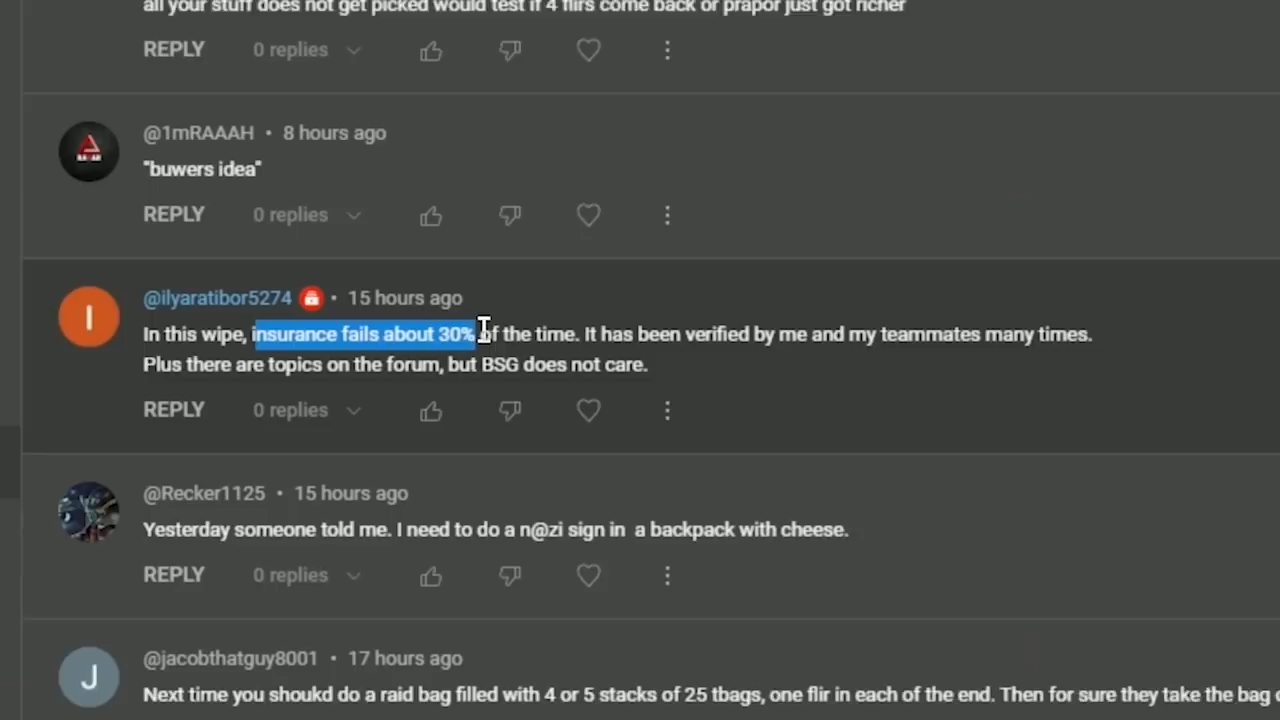 all your stuff does not get picked would test if 4 flirs come back or prapor just got richer
REPLY 0 replies
@1mRAAAH • 8 hours ago
"buwers idea"
REPLY 0 replies
@ilyaratibor5274 • 15 hours ago
In this wipe, insurance fails about 30% of the time. It has been verified by me and my teammates many times.
Plus there are topics on the forum, but BSG does not care.
REPLY 0 replies
@Recker1125 • 15 hours ago
Yesterday someone told me. I need to do a n@zi sign in a backpack with cheese.
REPLY 0 replies
@jacobthatguy8001 • 17 hours ago
Next time you shoukd do a raid bag filled with 4 or 5 stacks of 25 tbags, one flir in each of the end. Then for sure they take the bag